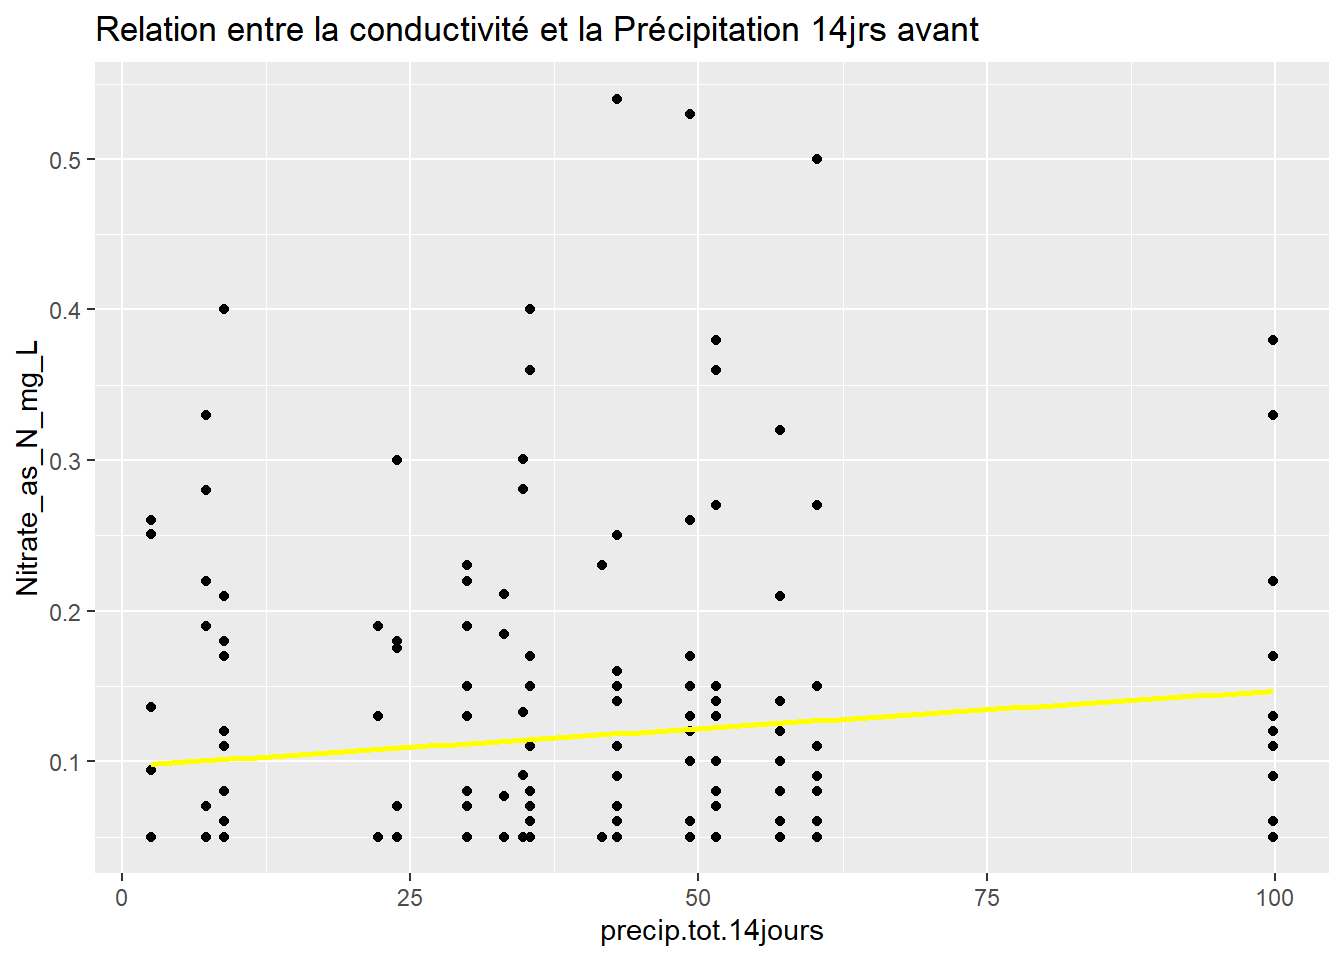 Relation entre la conductivité et la Précipitation 14jrs avant
Nitrate_as_N_mg_L
0.5
0.4
0.3
0.2
0.1
0 25 50 75 100
precip.tot.14jours